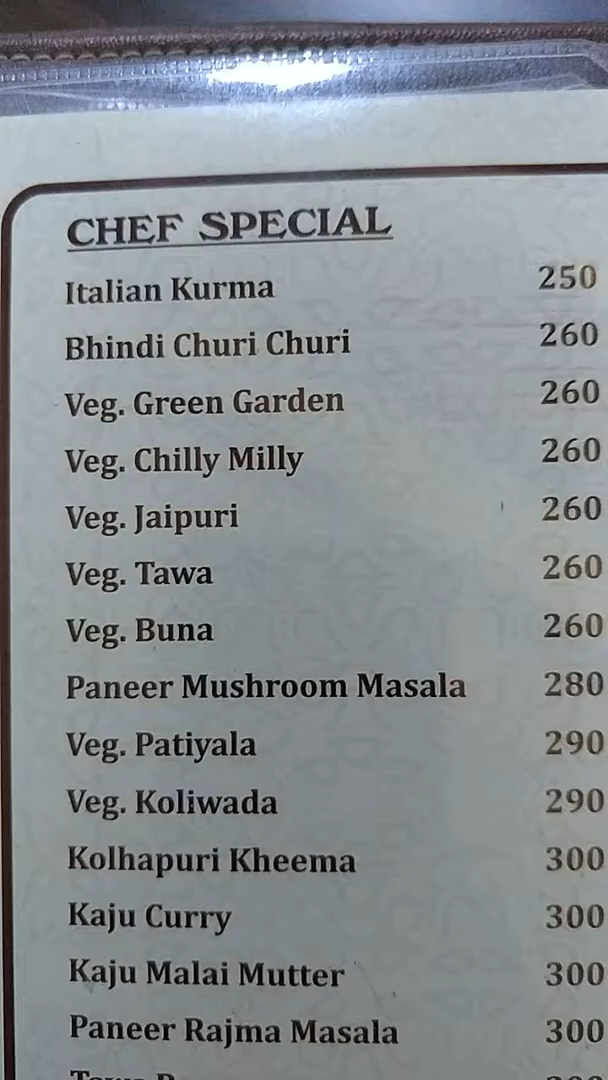 CHEF SPECIAL
Italian Kurma 250
Bhindi Churi Churi 260
Veg. Green Garden 260
Veg. Chilly Milly 260
Veg. Jaipuri 260
Veg. Tawa 260
Veg. Buna 260
Paneer Mushroom Masala 280
Veg. Patiyala 290
Veg. Koliwada 290
Kolhapuri Kheema 300
Kaju Curry 300
Kaju Malai Mutter 300
Paneer Rajma Masala 300